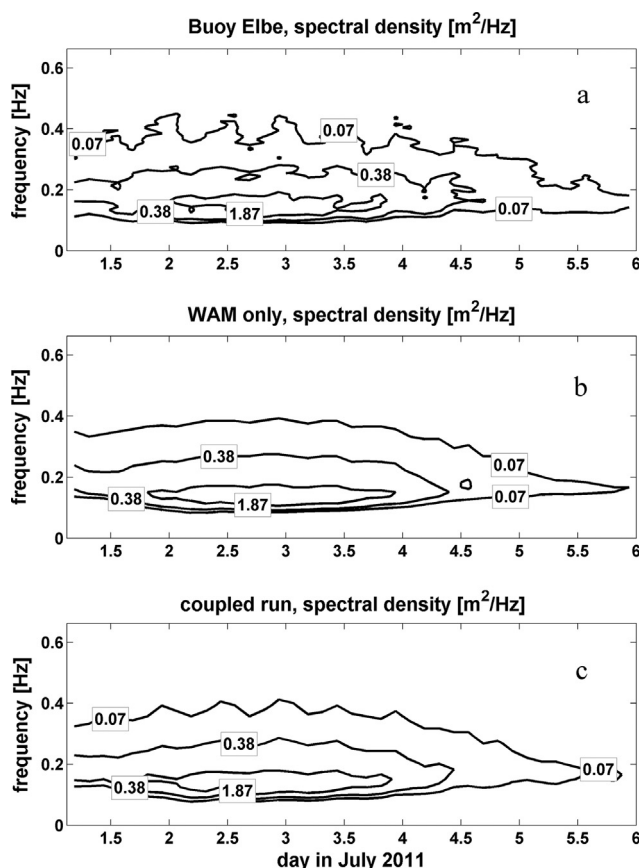 Buoy Elbe, spectral density [m²/Hz]
a
frequency [Hz]
0.6
0.4
0.2
0
0.07
0.07
0.38
0.38
1.87
0.07
1.5 2 2.5 3 3.5 4 4.5 5 5.5 6
WAM only, spectral density [m²/Hz]
b
frequency [Hz]
0.6
0.4
0.2
0
0.38
0.07
0.38
1.87
0.07
1.5 2 2.5 3 3.5 4 4.5 5 5.5 6
coupled run, spectral density [m²/Hz]
c
frequency [Hz]
0.6
0.4
0.2
0
0.07
0.38
0.07
0.38
1.87
1.5 2 2.5 3 3.5 4 4.5 5 5.5 6
day in July 2011